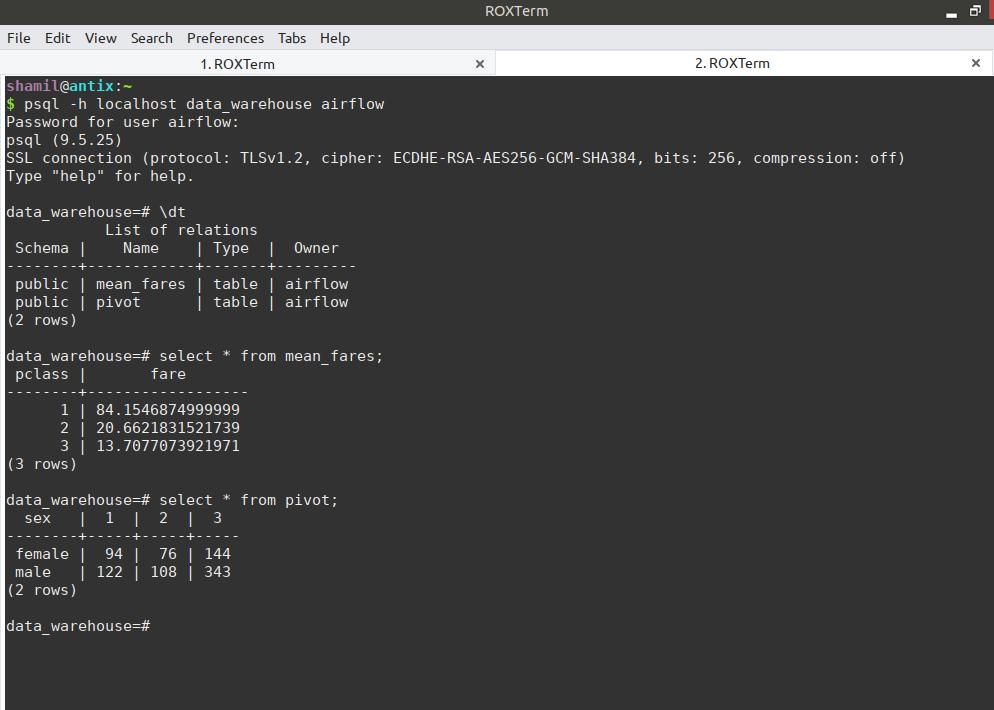 ROXTerm
File Edit View Search Preferences Tabs Help
1. ROXTerm 2. ROXTerm
shamil@antix:~
$ psql -h localhost data_warehouse airflow
Password for user airflow:
psql (9.5.25)
SSL connection (protocol: TLSv1.2, cipher: ECDHE-RSA-AES256-GCM-SHA384, bits: 256, compression: off)
Type "help" for help.

data_warehouse=# \dt
           List of relations
 Schema |    Name    | Type  |  Owner
--------+------------+-------+---------
 public | mean_fares | table | airflow
 public | pivot      | table | airflow
(2 rows)

data_warehouse=# select * from mean_fares;
 pclass |       fare
--------+------------------
      1 | 84.1546874999999
      2 | 20.6621831521739
      3 | 13.7077073921971
(3 rows)

data_warehouse=# select * from pivot;
  sex   |  1  |  2  |  3
--------+-----+-----+-----
 female |  94 |  76 | 144
 male   | 122 | 108 | 343
(2 rows)

data_warehouse=#